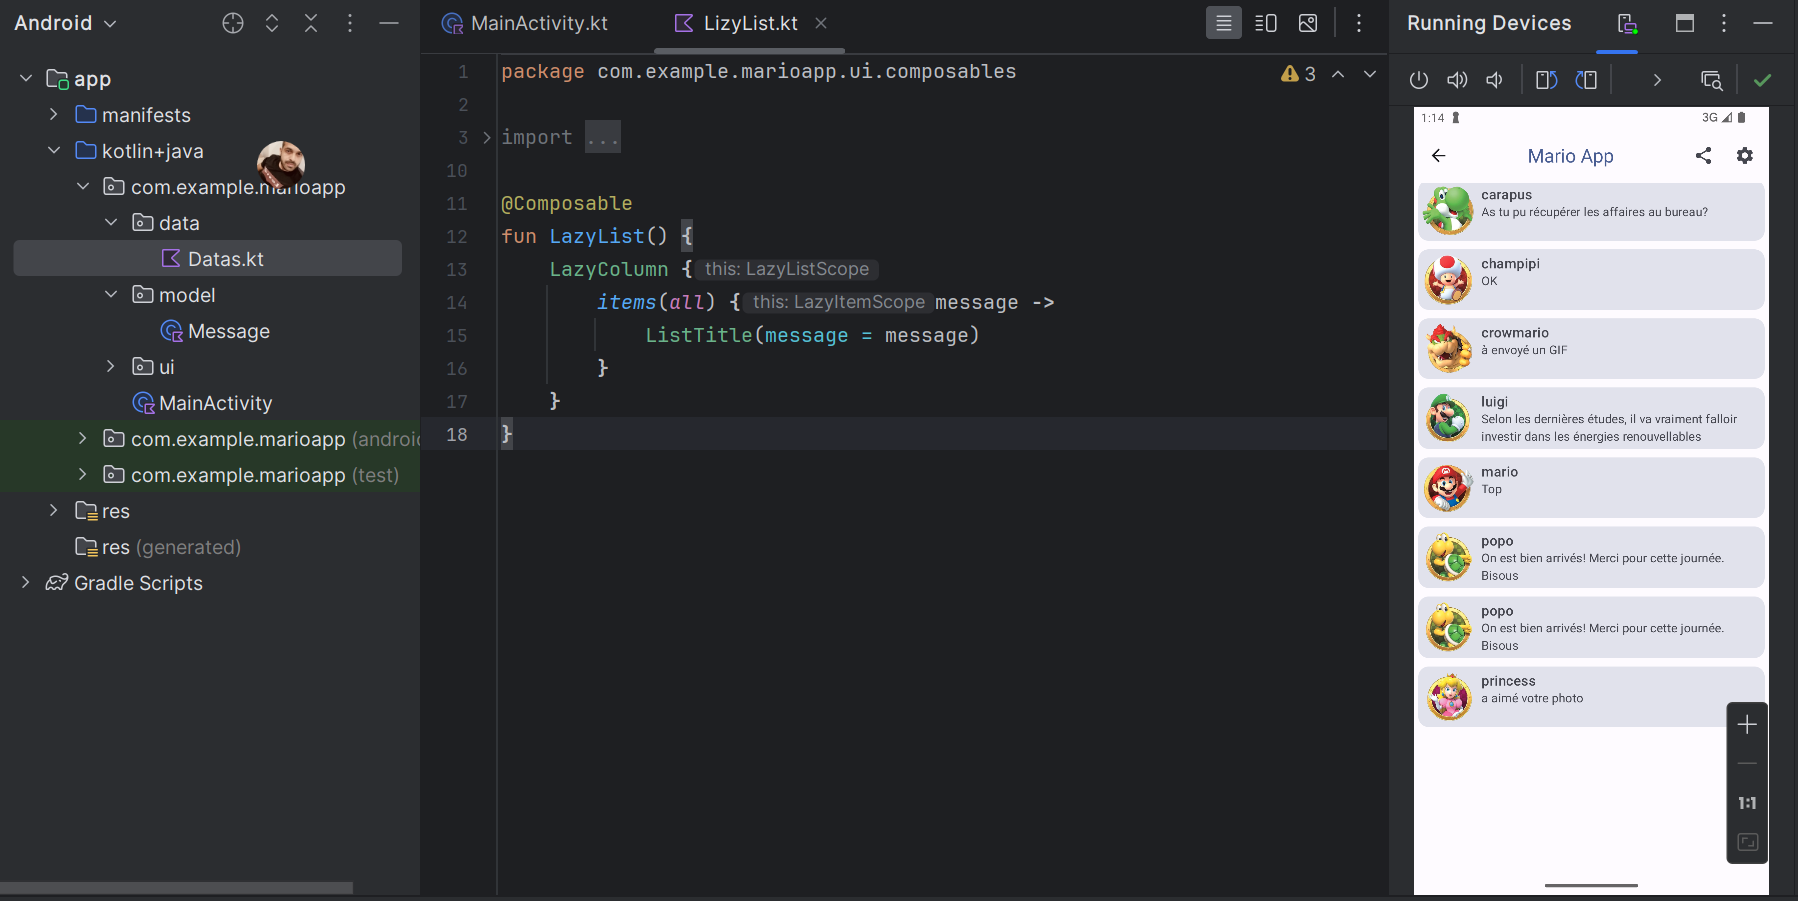 Android
MainActivity.kt
LizyList.kt
Running Devices
app
manifests
kotlin+java
com.example.marioapp
data
Datas.kt
model
Message
ui
MainActivity
com.example.marioapp (androi
com.example.marioapp (test)
res
res (generated)
Gradle Scripts
1 package com.example.marioapp.ui.composables
3
2
3 import ...
10
11 @Composable
12 fun LazyList() {
13 LazyColumn { this: LazyListScope
14 items(all) { this: LazyItemScope message ->
15 ListTitle(message = message)
16 }
17 }
18 }
1:14
3G
Mario App
carapus
As tu pu récupérer les affaires au bureau?
champipi
OK
crowmario
à envoyé un GIF
luigi
Selon les dernières études, il va vraiment falloir
investir dans les énergies renouvellables
mario
Top
popo
On est bien arrivés! Merci pour cette journée.
Bisous
popo
On est bien arrivés! Merci pour cette journée.
Bisous
princess
a aimé votre photo
1:1